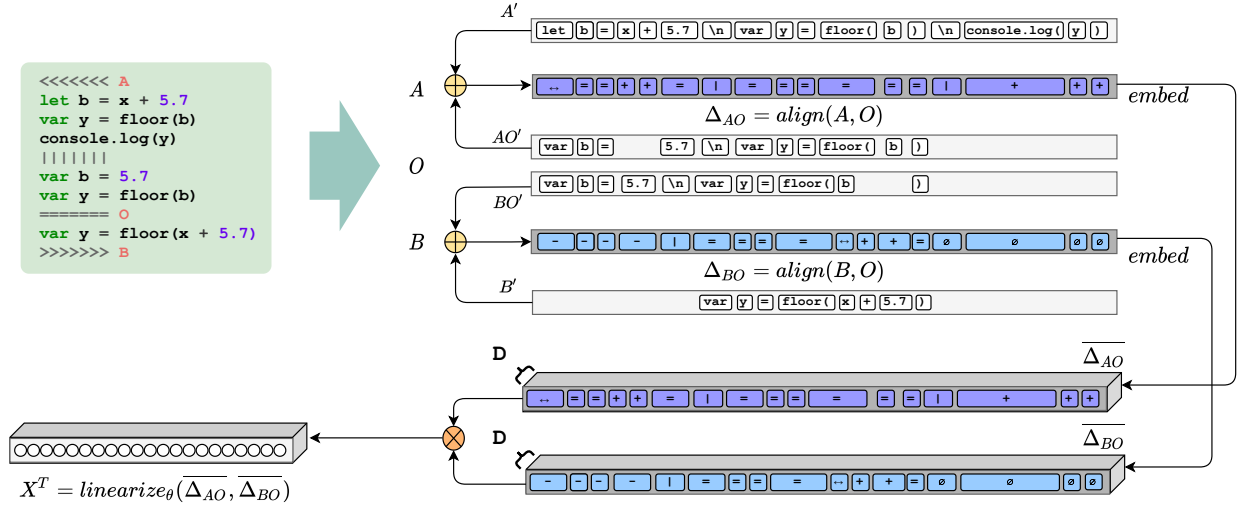 <<<<<<< A
let b = x + 5.7
var y = floor(b)
console.log(y)
|||||||
var b = 5.7
var y = floor(b)
======= O
var y = floor(x + 5.7)
>>>>>>> B
A′
let b = x + 5.7 \n var y = floor( b ) \n console.log( y )
A
↔ = = + + = | = = = = = = | + + +
embed
Δ_AO = align(A, O)
AO′
var b = 5.7 \n var y = floor( b )
O
var b = 5.7 \n var y = floor( b )
BO′
B
- - - - | = = = = ↔ + + = ∅ ∅ ∅ ∅
embed
Δ_BO = align(B, O)
B′
var y = floor( x + 5.7 )
D
Δ_AO
↔ = = + + = | = = = = = = | + + +
D
Δ_BO
- - - - | = = = = ↔ + + = ∅ ∅ ∅ ∅
X^T = linearize_θ(Δ_AO, Δ_BO)